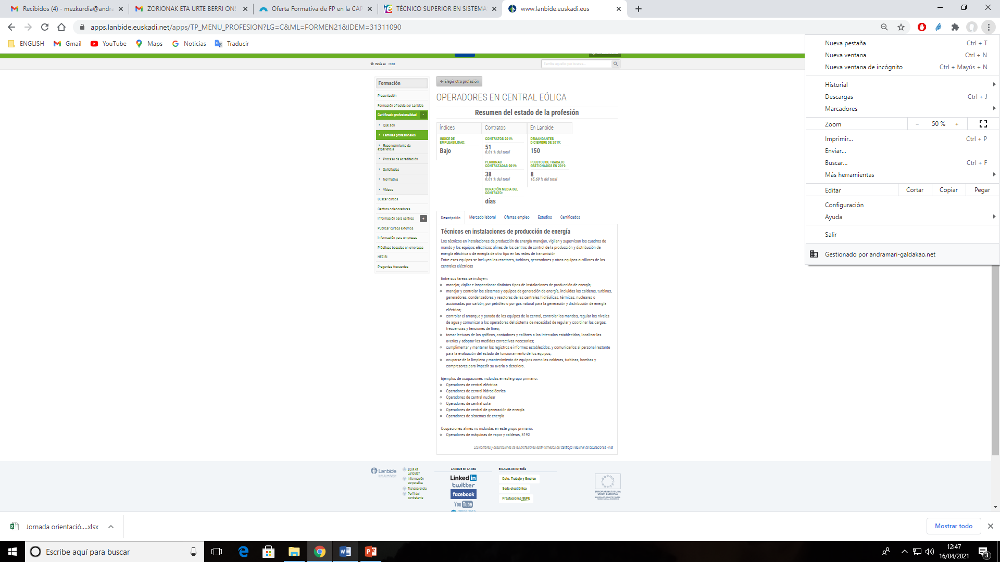 Recibidos (4) - mezkurdia@andra
ZORIONAK ETA URTE BERRI ON!
Oferta Formativa de FP en la CAP
TÉCNICO SUPERIOR EN SISTEMA
www.lanbide.euskadi.eus
apps.lanbide.euskadi.net/apps/TP_MENU_PROFESION?LG=C&ML=FORMEN21&IDEM=31311090
ENGLISH
Gmail
YouTube
Maps
Noticias
Traducir
Estás en Inicio
Escribe aquello que buscas...
Formación
Presentación
Formación ofrecida por Lanbide
Certificado profesionalidad -
Qué son
Familias profesionales
Reconocimiento de
experiencia
Proceso de acreditación
Solicitudes
Normativa
Vídeos
Buscar cursos
Centros colaboradores
Información para centros +
Publicar cursos externos
Información para empresas
Prácticas becadas en empresas
HEZIBI
Preguntas frecuentes
← Elegir otra profesión
OPERADORES EN CENTRAL EÓLICA
Resumen del estado de la profesión
Índices
INDICE DE
EMPLEABILIDAD:
Bajo
Contratos
CONTRATOS 2019:
51
0.01 % del total
PERSONAS
CONTRATADAS 2019:
38
0.01 % del total
DURACIÓN MEDIA DEL
CONTRATO:
días
En Lanbide
DEMANDANTES
DICIEMBRE DE 2019:
150
PUESTOS DE TRABAJO
GESTIONADOS EN 2019:
8
15.69 % del total
Descripción
Mercado laboral
Ofertas empleo
Estudios
Certificados
Técnicos en instalaciones de producción de energía
Los técnicos en instalaciones de producción de energía manejan, vigilan y supervisan los cuadros de
mando y los equipos eléctricos afines de los centros de control de la producción y distribución de
energía eléctrica o de energía de otro tipo en las redes de transmisión
Entre esos equipos se incluyen los reactores, turbinas, generadores y otros equipos auxiliares de las
centrales eléctricas
Entre sus tareas se incluyen:
manejar, vigilar e inspeccionar distintos tipos de instalaciones de producción de energía;
manejar y controlar los sistemas y equipos de generación de energía, incluidas las calderas, turbinas,
generadores, condensadores y reactores de las centrales hidráulicas, térmicas, nucleares o
accionadas por carbón, por petróleo o por gas natural para la generación y distribución de energía
eléctrica;
controlar el arranque y parada de los equipos de la central, controlar los mandos, regular los niveles
de agua y comunicar a los operadores del sistema de necesidad de regular y coordinar las cargas,
frecuencias y tensiones de línea;
tomar lecturas de los gráficos, contadores y calibres a los intervalos establecidos, localizar las
averías y adoptar las medidas correctivas necesarias;
cumplimentar y mantener los registros e informes establecidos, y comunicarlos al personal restante
para la evaluación del estado de funcionamiento de los equipos;
ocuparse de la limpieza y mantenimiento de equipos como las calderas, turbinas, bombas y
compresores para impedir su avería o deterioro.
Ejemplos de ocupaciones incluidas en este grupo primario:
Operadores de central eléctrica
Operadores de central hidroeléctrica
Operadores de central nuclear
Operadores de central solar
Operadores de central de generación de energía
Operadores de sistemas de energía
Ocupaciones afines no incluidas en este grupo primario:
Operadores de máquinas de vapor y calderas, 8192
Los nombres y descripciones de las profesiones están tomados del Catálogo Nacional de Ocupaciones - INE
Lanbide
¿Qué es
Lanbide?
Información
corporativa
Transparencia
Perfil del
contratante
LANBIDE EN LA RED
LinkedIn
twitter
facebook
YouTube
OPEN DATA
ENLACES DE INTERÉS
Dpto. Trabajo y Empleo
Sede electrónica
Prestaciones SEPE
EUROPAR BATASUNA
UNIÓN EUROPEA
Nueva pestaña Ctrl + T
Nueva ventana Ctrl + N
Nueva ventana de incógnito Ctrl + Mayús + N
Historial
Descargas Ctrl + J
Marcadores
Zoom − 50 % +
Imprimir... Ctrl + P
Enviar...
Buscar... Ctrl + F
Más herramientas
Editar Cortar Copiar Pegar
Configuración
Ayuda
Salir
Gestionado por andramari-galdakao.net
Jornada orientació....xlsx
Mostrar todo
Escribe aquí para buscar
12:47
16/04/2021
3